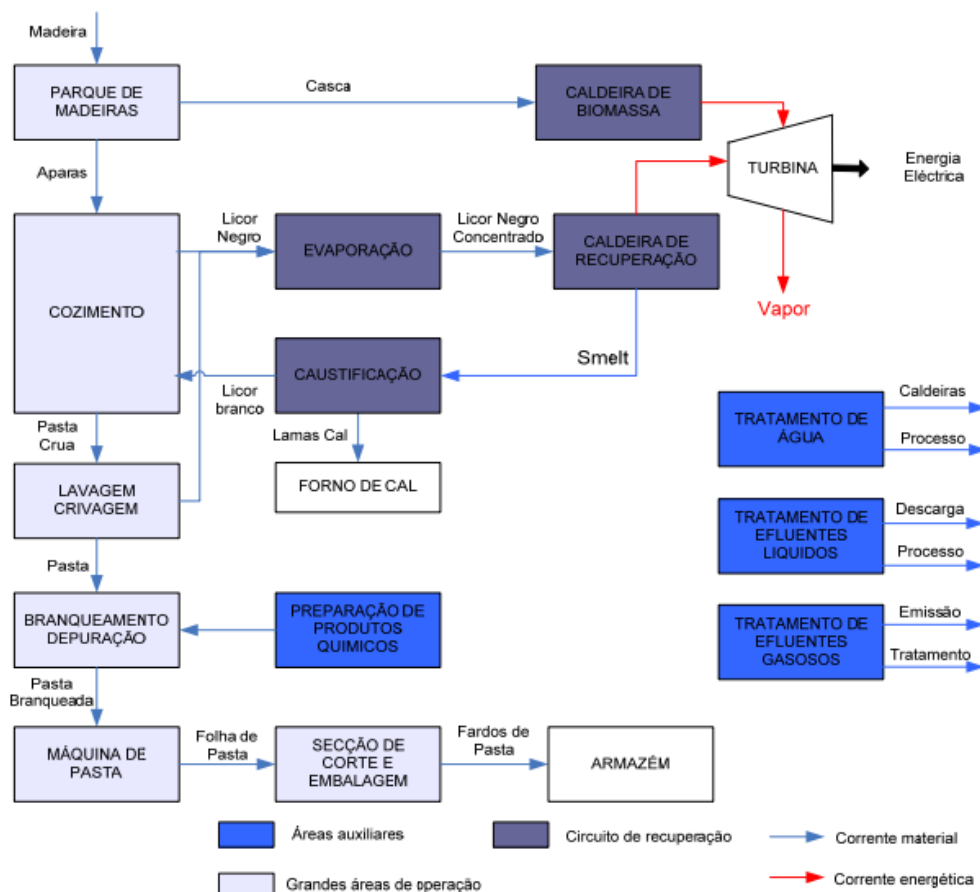 Madeira
PARQUE DE
MADEIRAS
Casca
CALDEIRA DE
BIOMASSA
TURBINA
Energia
Eléctrica
Aparas
Licor
Negro
EVAPORAÇÃO
Licor Negro
Concentrado
CALDEIRA DE
RECUPERAÇÃO
Vapor
COZIMENTO
Smelt
CAUSTIFICAÇÃO
Licor
branco
Lamas Cal
FORNO DE CAL
Pasta
Crua
LAVAGEM
CRIVAGEM
Pasta
TRATAMENTO DE
ÁGUA
Caldeiras
Processo
TRATAMENTO DE
EFLUENTES
LIQUIDOS
Descarga
Processo
BRANQUEAMENTO
DEPURAÇÃO
PREPARAÇÃO DE
PRODUTOS
QUIMICOS
TRATAMENTO DE
EFLUENTES
GASOSOS
Emissão
Tratamento
Pasta
Branqueada
MÁQUINA DE
PASTA
Folha de
Pasta
SECÇÃO DE
CORTE E
EMBALAGEM
Fardos de
Pasta
ARMAZÉM
Áreas auxiliares
Circuito de recuperação
Corrente material
Grandes áreas de operação
Corrente energética